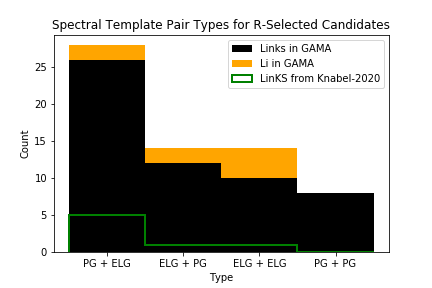 Spectral Template Pair Types for R-Selected Candidates
Links in GAMA
Li in GAMA
LinKS from Knabel-2020
Count
25
20
15
10
5
0
PG + ELG
ELG + PG
ELG + ELG
PG + PG
Type